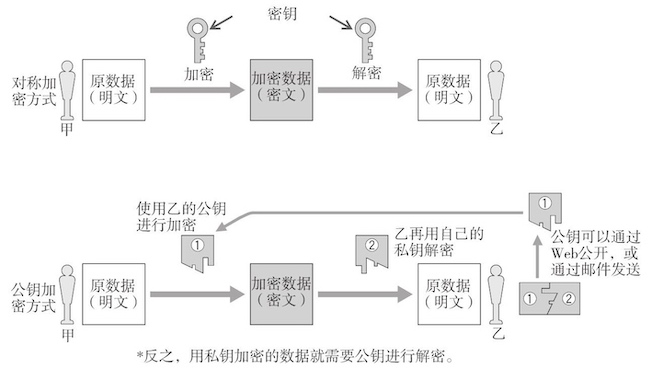 密钥
加密
解密
对称加
密方式
甲
原数据
(明文)
加密数据
(密文)
原数据
(明文)
乙
使用乙的公钥
进行加密
①
乙再用自己的
私钥解密
②
①
公钥可以通过
Web公开，或
通过邮件发送
① ②
公钥加
密方式
甲
原数据
(明文)
加密数据
(密文)
原数据
(明文)
乙
*反之，用私钥加密的数据就需要公钥进行解密。